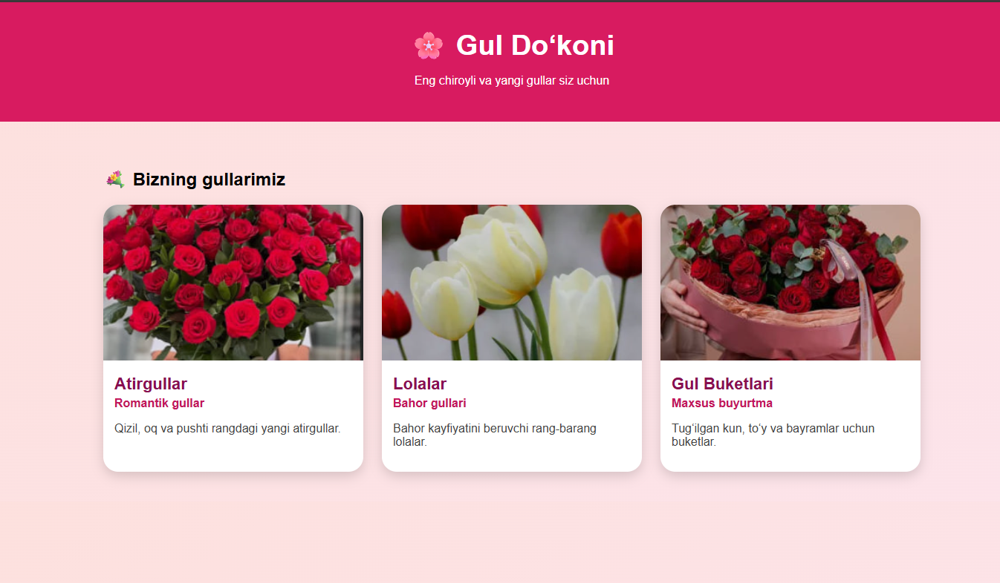 🌸 Gul Do‘koni
Eng chiroyli va yangi gullar siz uchun
💐 Bizning gullarimiz
Atirgullar
Romantik gullar
Qizil, oq va pushti rangdagi yangi atirgullar.
Lolalar
Bahor gullari
Bahor kayfiyatini beruvchi rang-barang
lolalar.
Gul Buketlari
Maxsus buyurtma
Tug‘ilgan kun, to‘y va bayramlar uchun
buketlar.